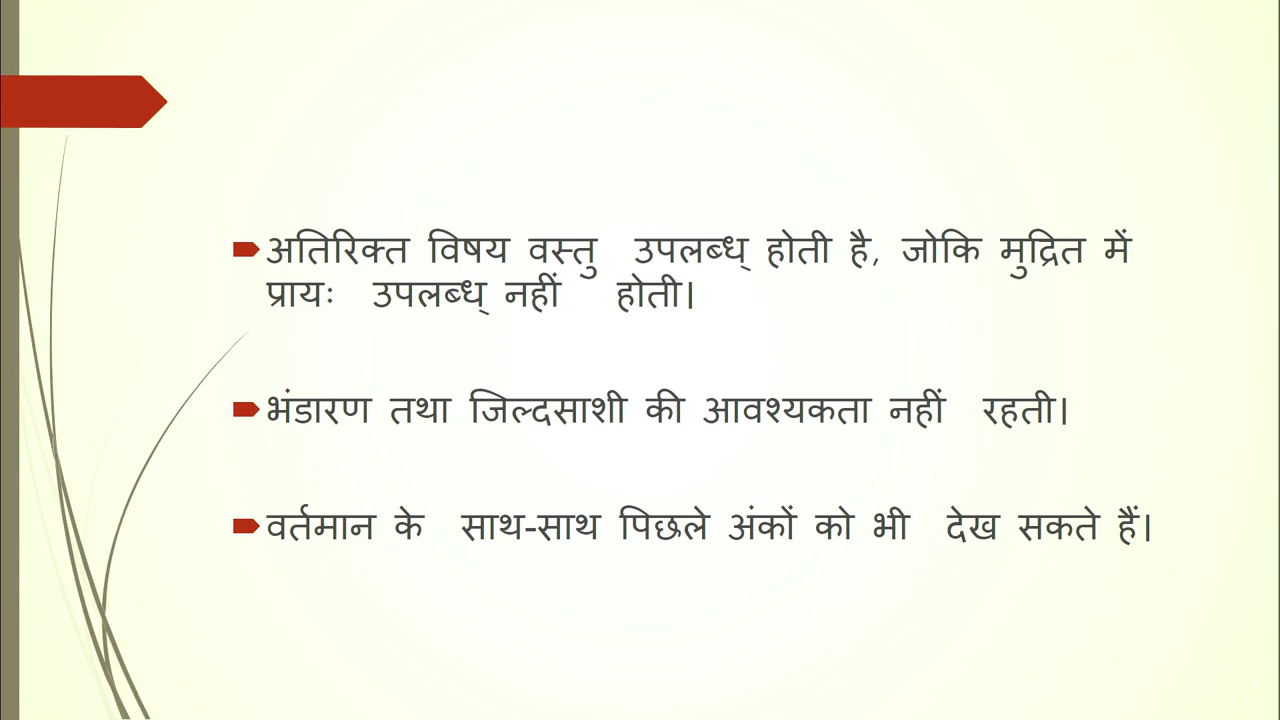 अतिरिक्त विषय वस्तु उपलब्ध् होती है, जोकि मुद्रित में
प्रायः उपलब्ध् नहीं होती।
भंडारण तथा जिल्दसाशी की आवश्यकता नहीं रहती।
वर्तमान के साथ-साथ पिछले अंकों को भी देख सकते हैं।